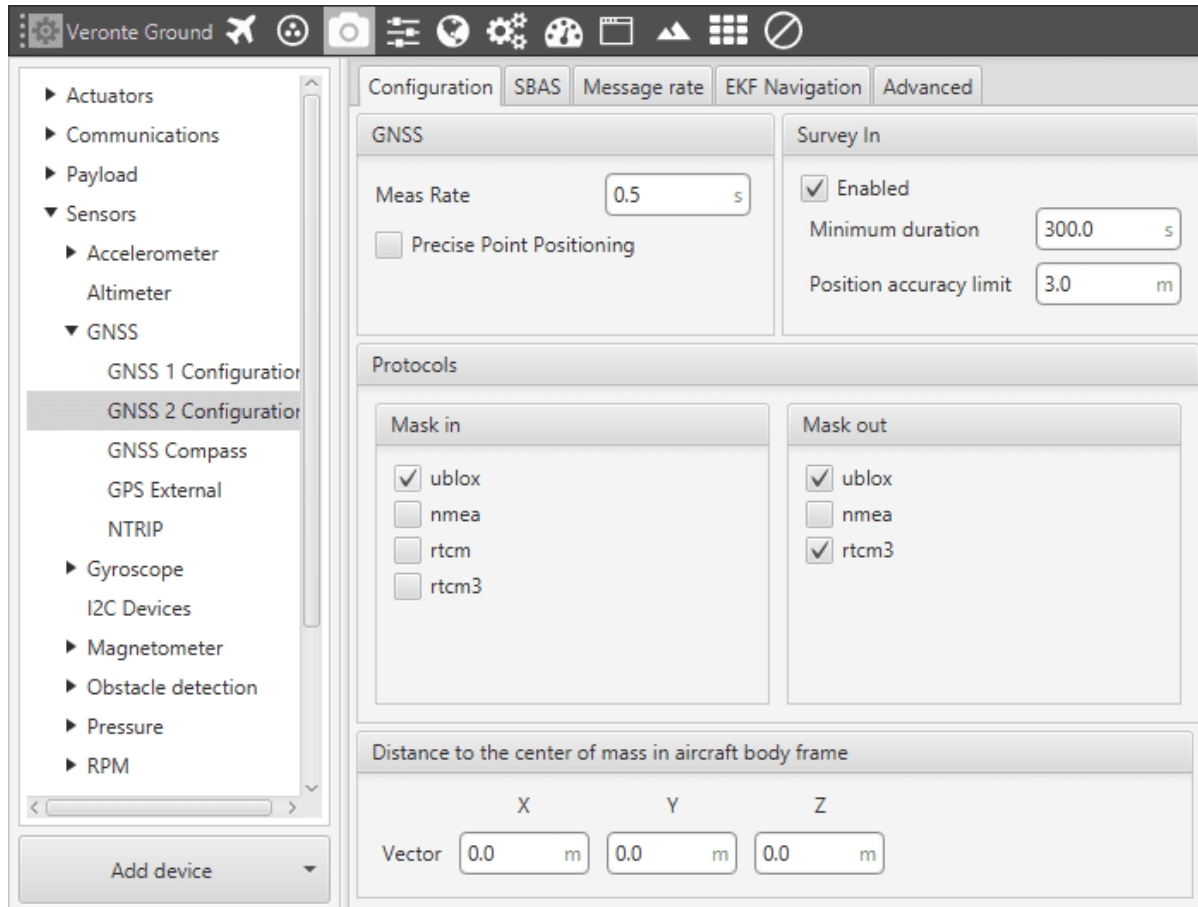 Veronte Ground
Actuators
Communications
Payload
Sensors
Accelerometer
Altimeter
GNSS
GNSS 1 Configuration
GNSS 2 Configuration
GNSS Compass
GPS External
NTRIP
Gyroscope
I2C Devices
Magnetometer
Obstacle detection
Pressure
RPM
Add device
Configuration SBAS Message rate EKF Navigation Advanced
GNSS
Meas Rate 0.5 s
Precise Point Positioning
Survey In
Enabled
Minimum duration 300.0 s
Position accuracy limit 3.0 m
Protocols
Mask in
ublox
nmea
rtcm
rtcm3
Mask out
ublox
nmea
rtcm3
Distance to the center of mass in aircraft body frame
X Y Z
Vector 0.0 m 0.0 m 0.0 m